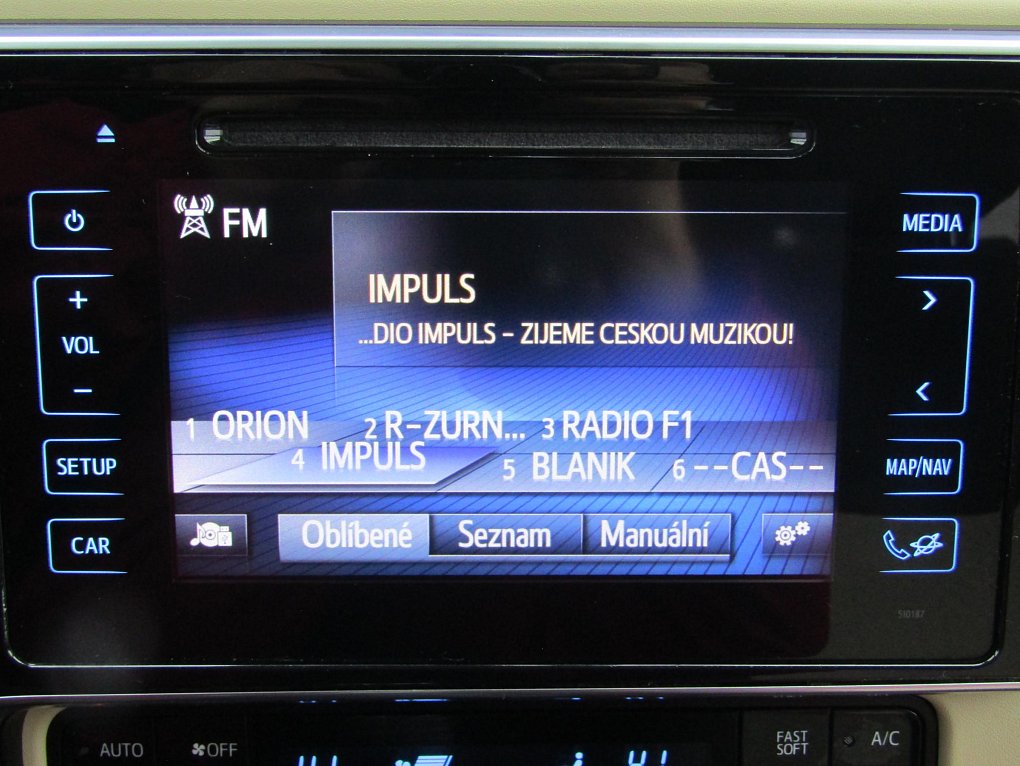 FM
MEDIA
IMPULS
...DIO IMPULS - ZIJEME CESKOU MUZIKOU!
+
VOL
-
>
<
1 ORION 2 R-ZURN... 3 RADIO F1
4 IMPULS 5 BLANIK 6 --CAS--
SETUP
MAP/NAV
CAR
Oblíbené Seznam Manuální
510187
AUTO
OFF
FAST
SOFT
A/C